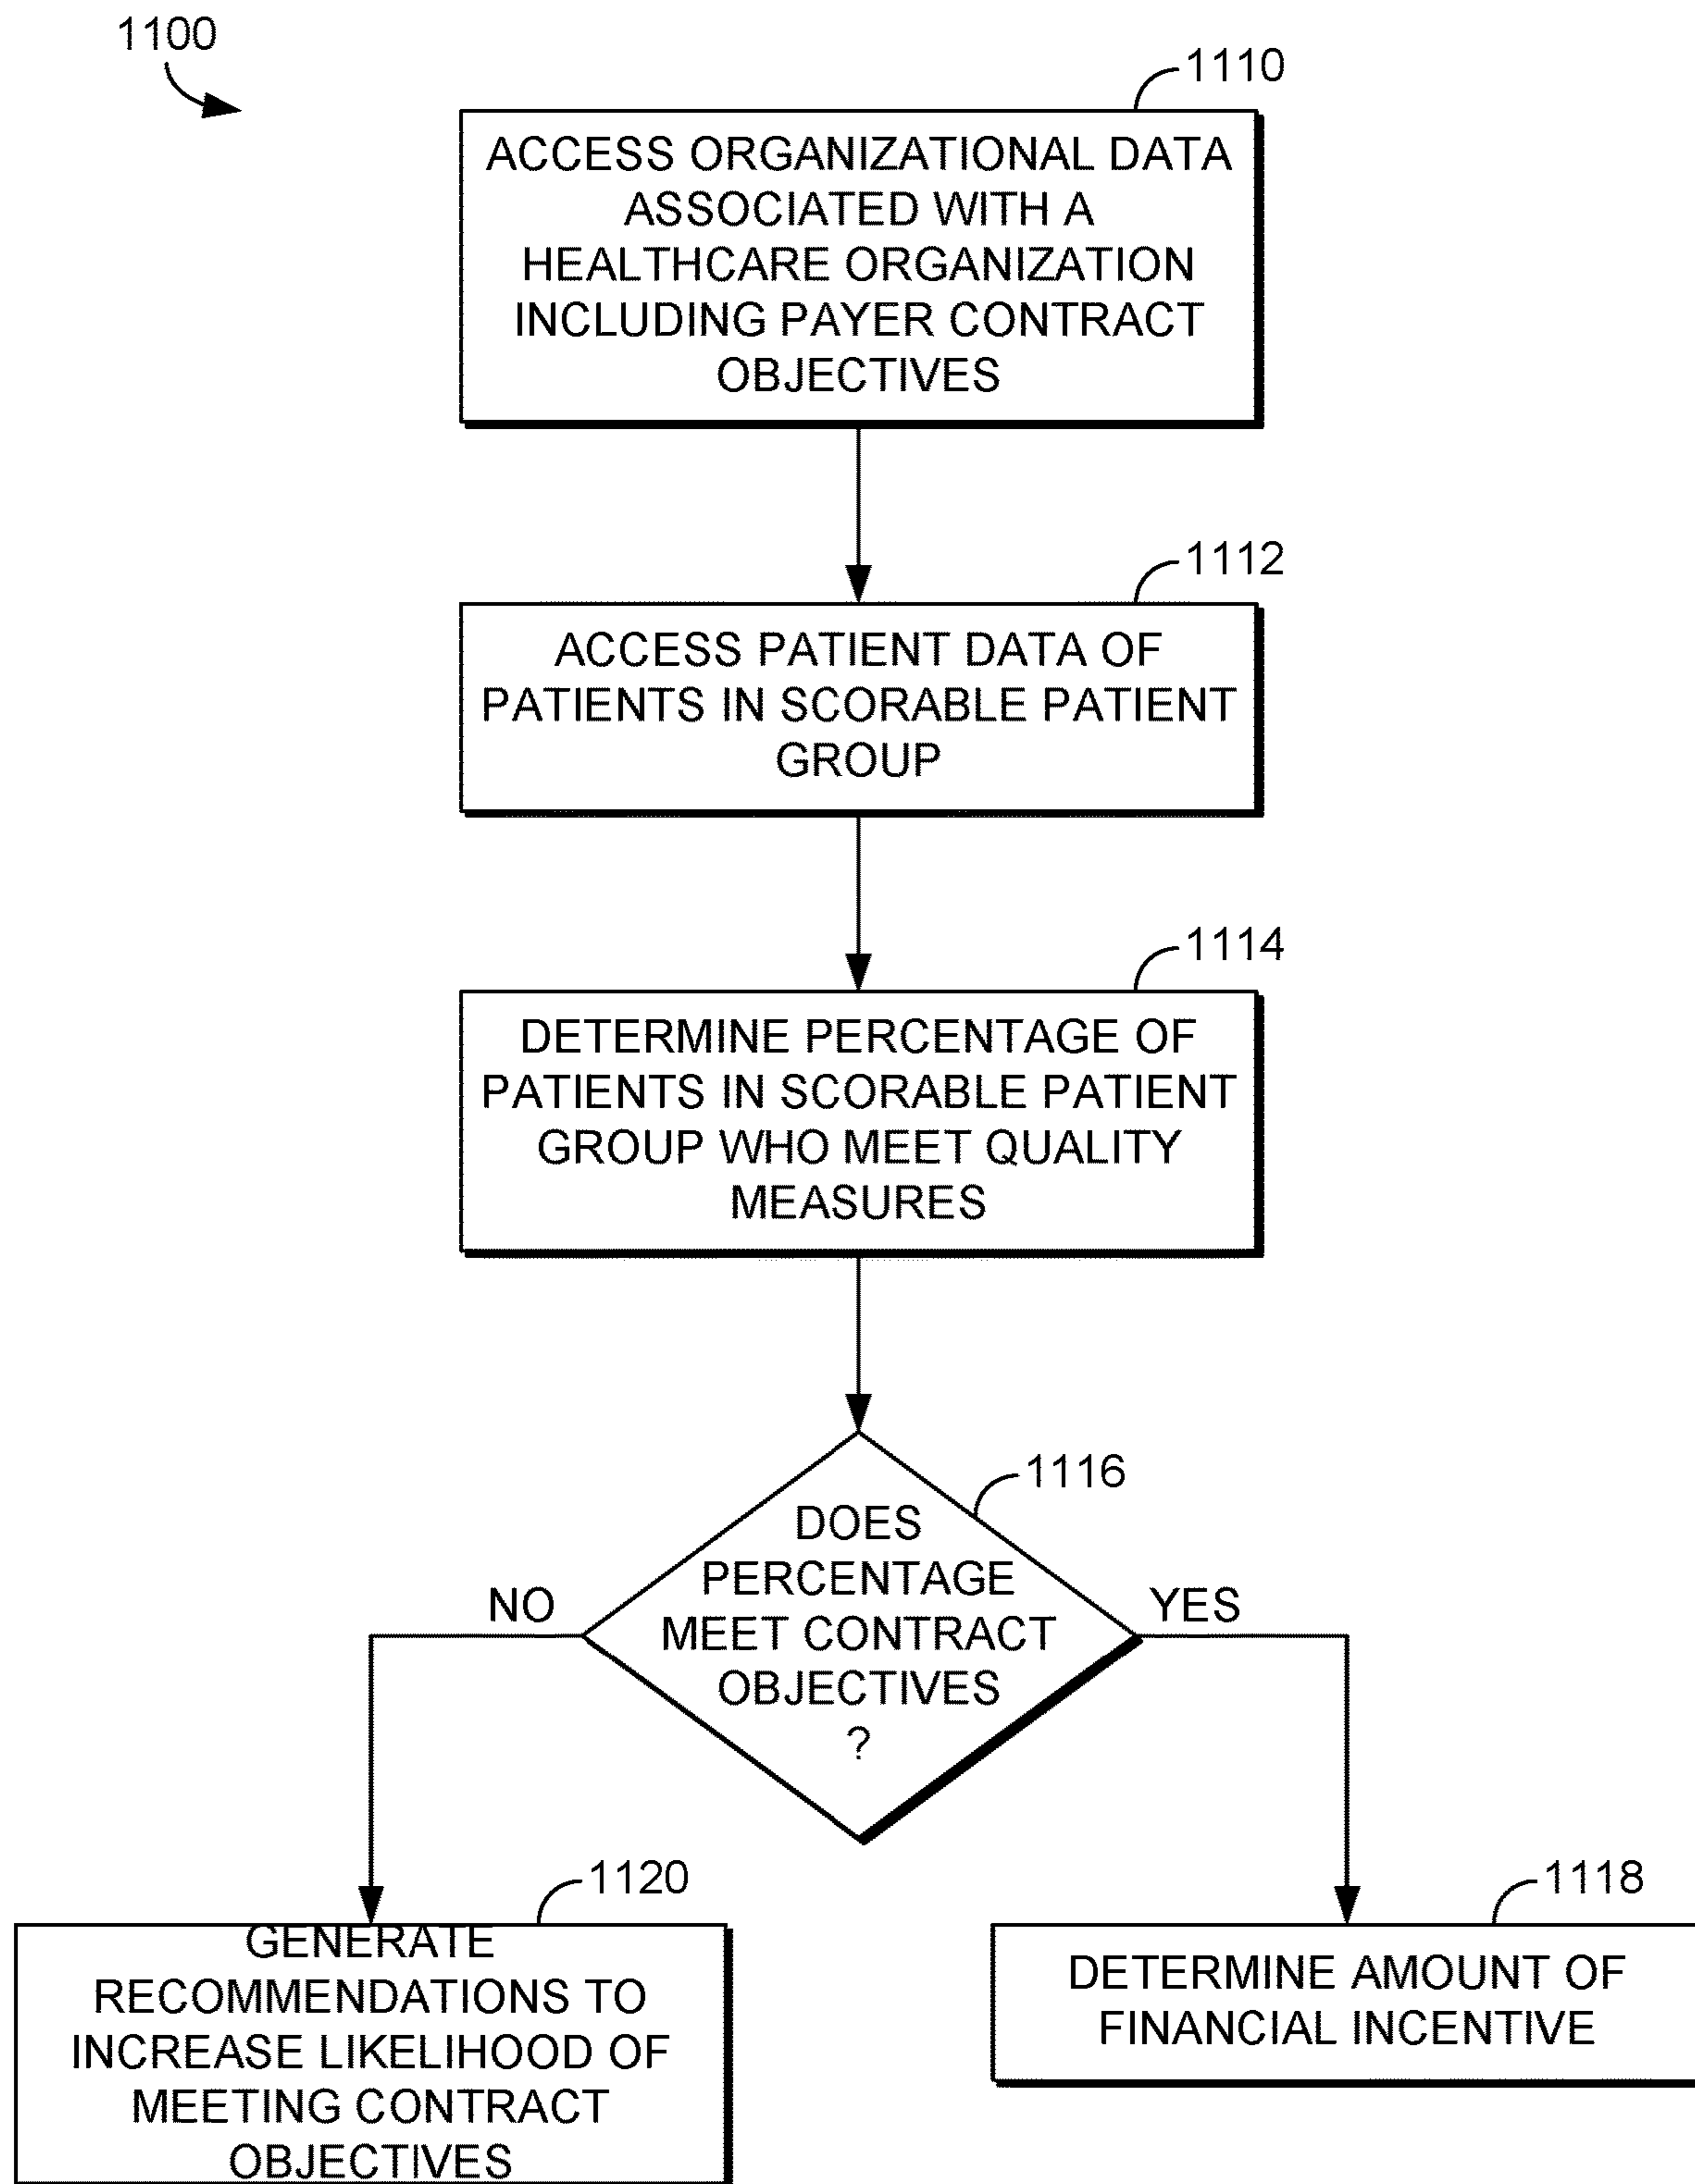 1100
1110
ACCESS ORGANIZATIONAL DATA
ASSOCIATED WITH A
HEALTHCARE ORGANIZATION
INCLUDING PAYER CONTRACT
OBJECTIVES
1112
ACCESS PATIENT DATA OF
PATIENTS IN SCORABLE PATIENT
GROUP
1114
DETERMINE PERCENTAGE OF
PATIENTS IN SCORABLE PATIENT
GROUP WHO MEET QUALITY
MEASURES
1116
DOES
PERCENTAGE
MEET CONTRACT
OBJECTIVES
?
NO
YES
1120
GENERATE
RECOMMENDATIONS TO
INCREASE LIKELIHOOD OF
MEETING CONTRACT
OBJECTIVES
1118
DETERMINE AMOUNT OF
FINANCIAL INCENTIVE